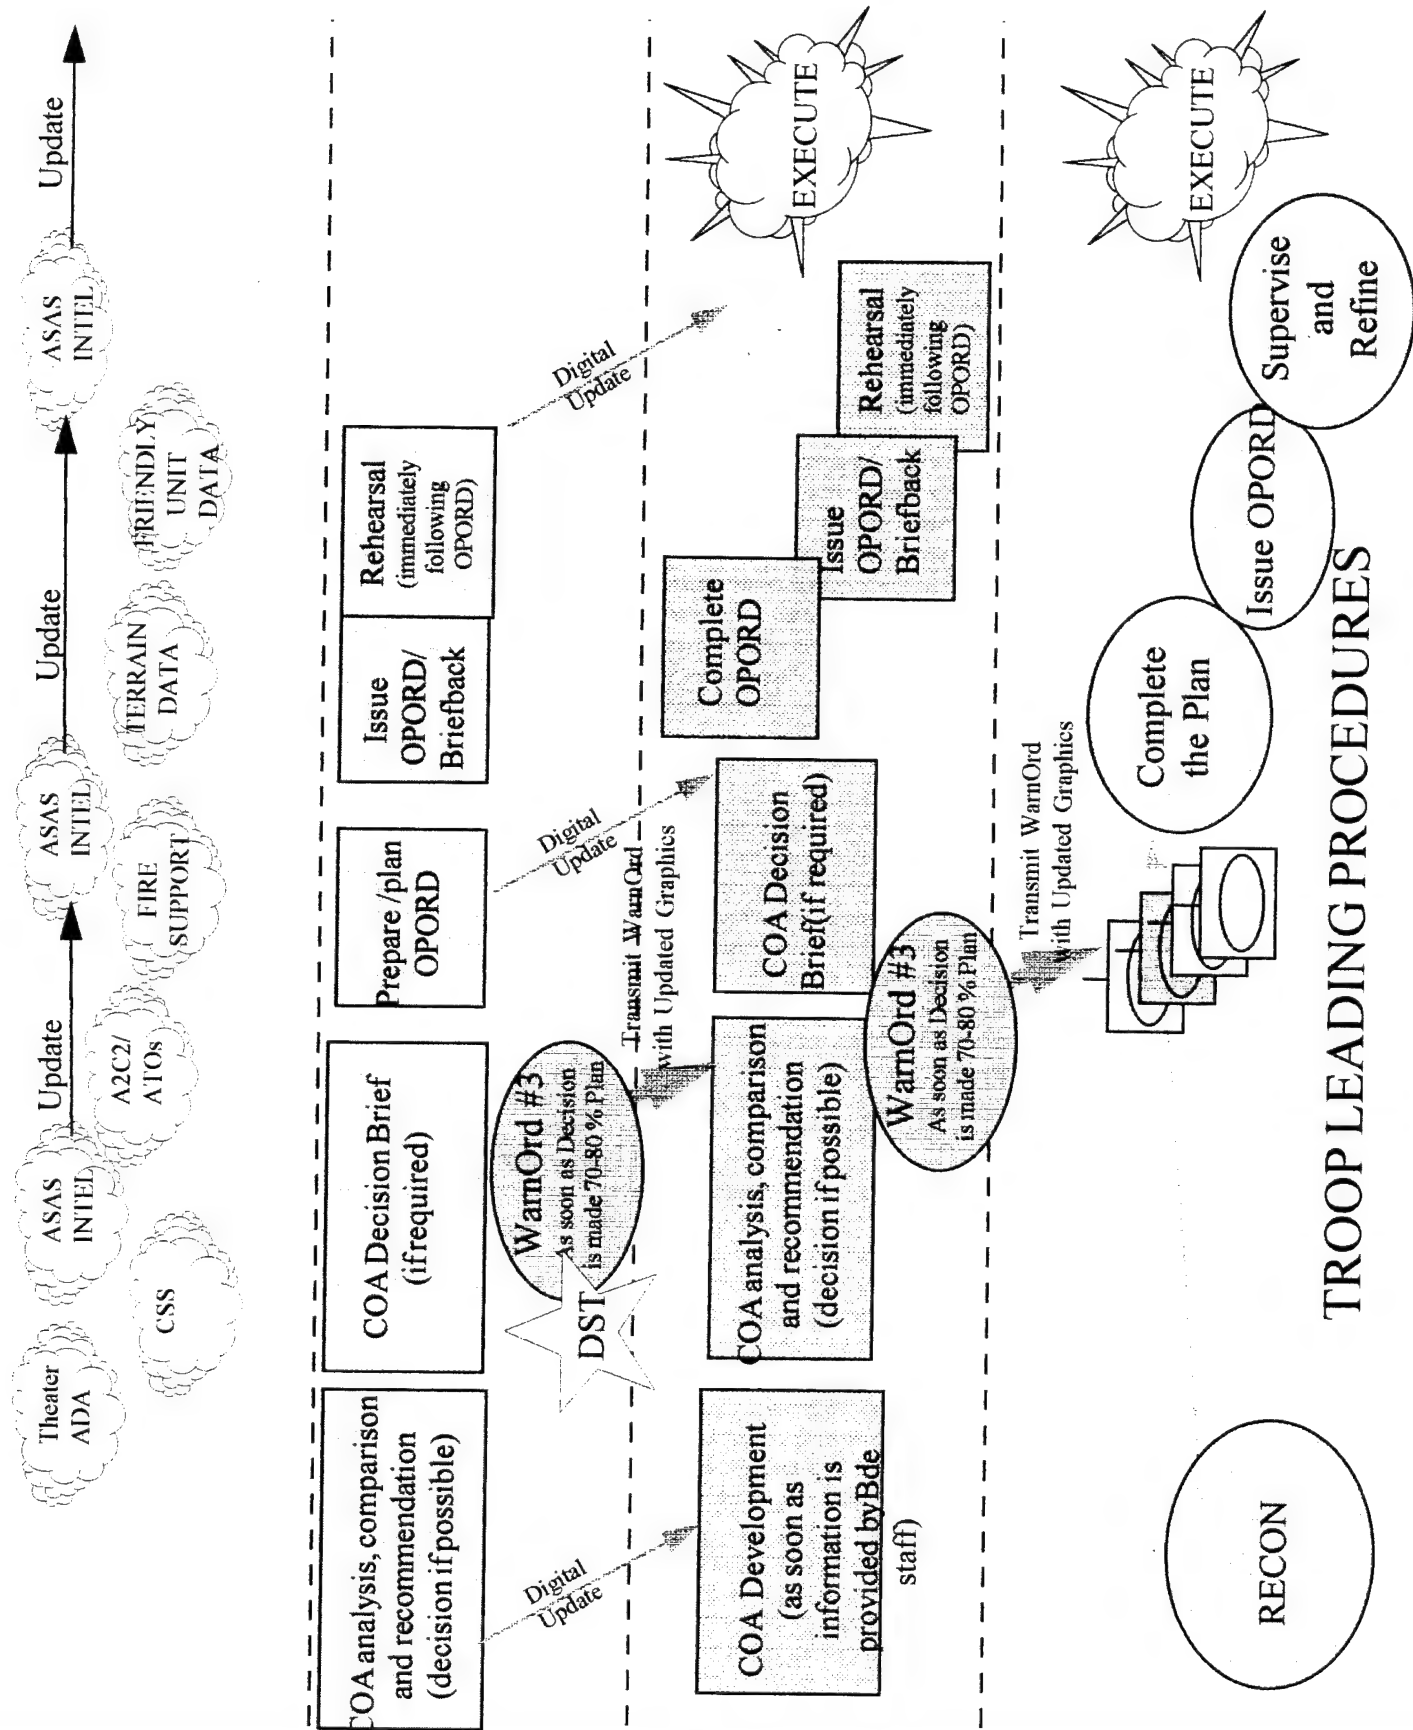 Theater
ADA
CSS
ASAS
INTEL
Update
A2C2/
ATOs
FIRE
SUPPORT
ASAS
INTEL
Update
TERRAIN
DATA
FRIENDLY
UNIT
DATA
ASAS
INTEL
Update
COA analysis, comparison
and recommendation
(decision if possible)
COA Decision Brief
(if required)
Prepare /plan
OPORD
Issue
OPORD/
Briefback
Rehearsal
(immediately
following
OPORD)
Digital
Update
DST
WarnOrd #3
As soon as Decision
is made 70-80 % Plan
Transmit WarnOrd
with Updated Graphics
Digital
Update
Digital
Update
COA Development
(as soon as
information is
provided by Bde
staff)
COA analysis, comparison
and recommendation
(decision if possible)
COA Decision
Brief(if required)
Complete
OPORD
Issue
OPORD/
Briefback
Rehearsal
(immediately
following
OPORD)
EXECUTE
WarnOrd #3
As soon as Decision
is made 70-80 % Plan
Transmit WarnOrd
with Updated Graphics
RECON
Complete
the Plan
Issue OPORD
Supervise
and
Refine
EXECUTE
TROOP LEADING PROCEDURES